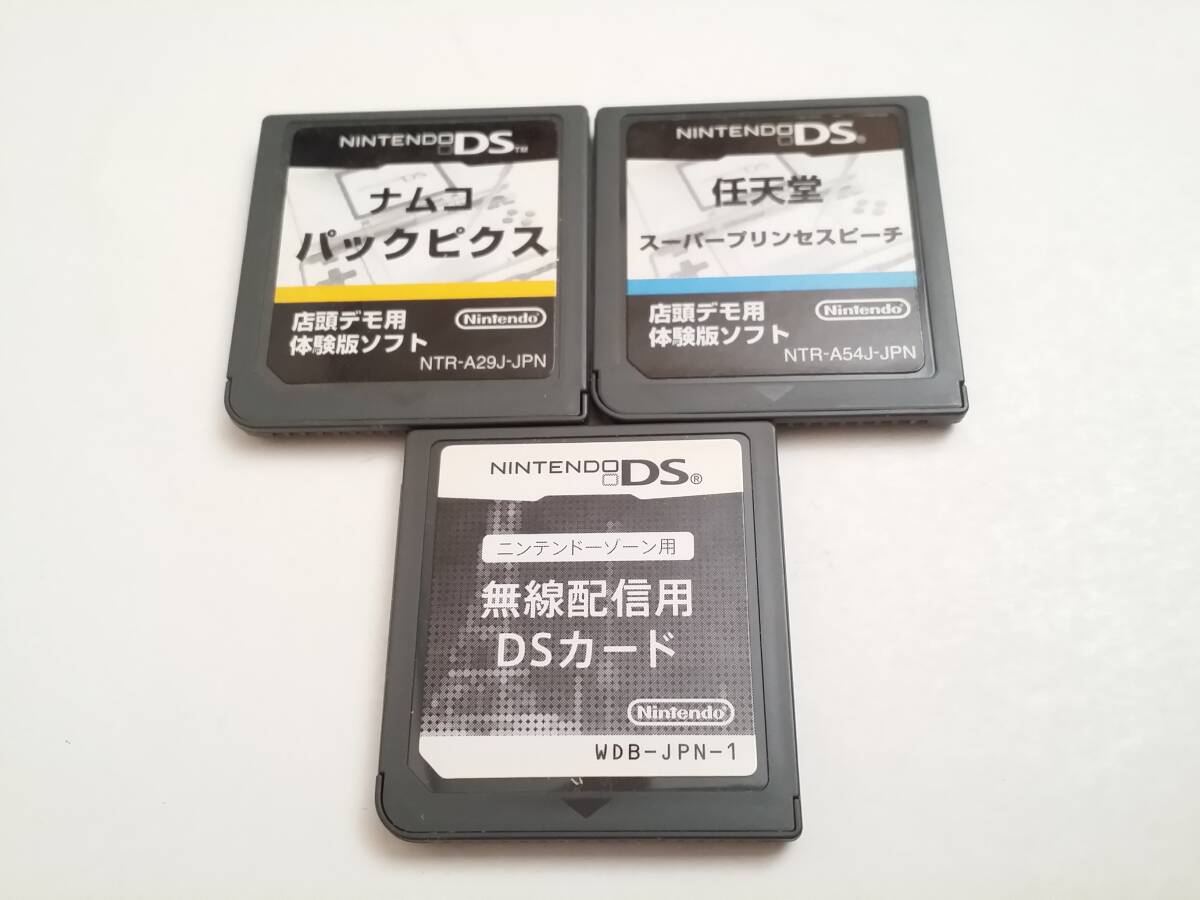 NINTENDO DS™
ナムコ
パックピクス
店頭デモ用
体験版ソフト
Nintendo
NTR-A29J-JPN
NINTENDO DS®
任天堂
スーパープリンセスピーチ
店頭デモ用
体験版ソフト
Nintendo
NTR-A54J-JPN
NINTENDO DS®
ニンテンドーゾーン用
無線配信用
DSカード
Nintendo
WDB-JPN-1